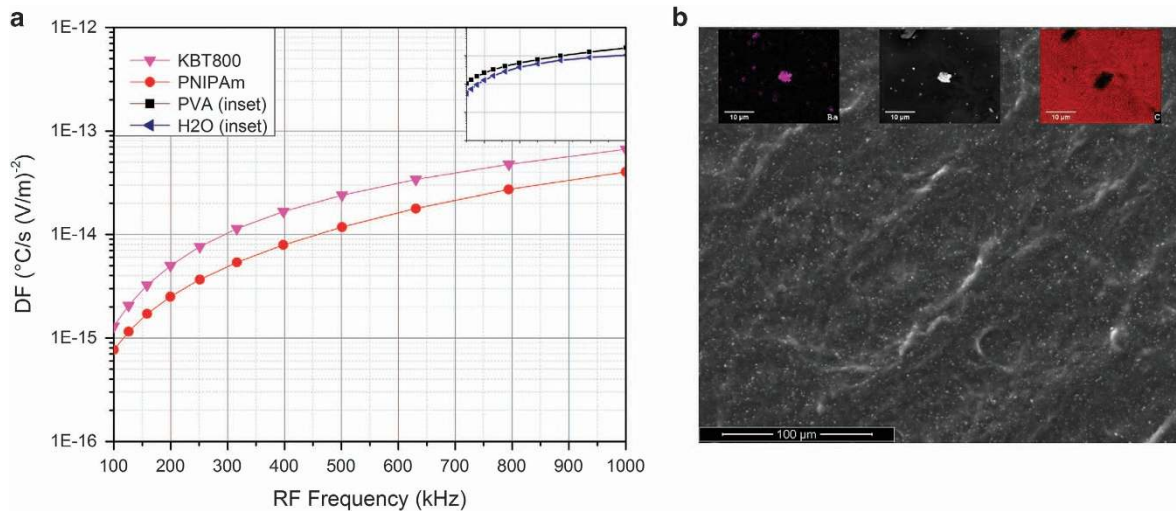 a
1E-12
1E-13
1E-14
1E-15
1E-16
DF (°C/s (V/m)⁻²
KBT800
PNIPAm
PVA (inset)
H2O (inset)
100 200 300 400 500 600 700 800 900 1000
RF Frequency (kHz)
b
10 µm
Ba
10 µm
10 µm
C
100 µm